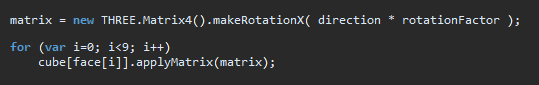 matrix = new THREE.Matrix4().makeRotationX( direction * rotationFactor );
for (var i=0; i<9; i++)
cube[face[i]].applyMatrix(matrix);